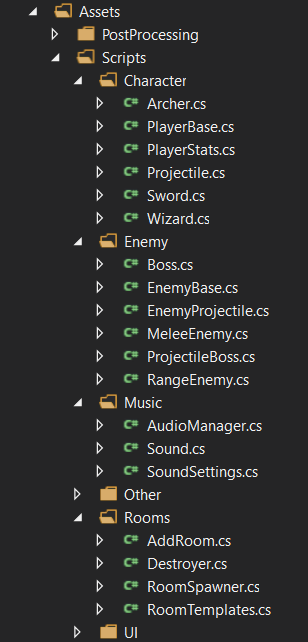 Assets
PostProcessing
Scripts
Character
C# Archer.cs
C# PlayerBase.cs
C# PlayerStats.cs
C# Projectile.cs
C# Sword.cs
C# Wizard.cs
Enemy
C# Boss.cs
C# EnemyBase.cs
C# EnemyProjectile.cs
C# MeleeEnemy.cs
C# ProjectileBoss.cs
C# RangeEnemy.cs
Music
C# AudioManager.cs
C# Sound.cs
C# SoundSettings.cs
Other
Rooms
C# AddRoom.cs
C# Destroyer.cs
C# RoomSpawner.cs
C# RoomTemplates.cs
UI